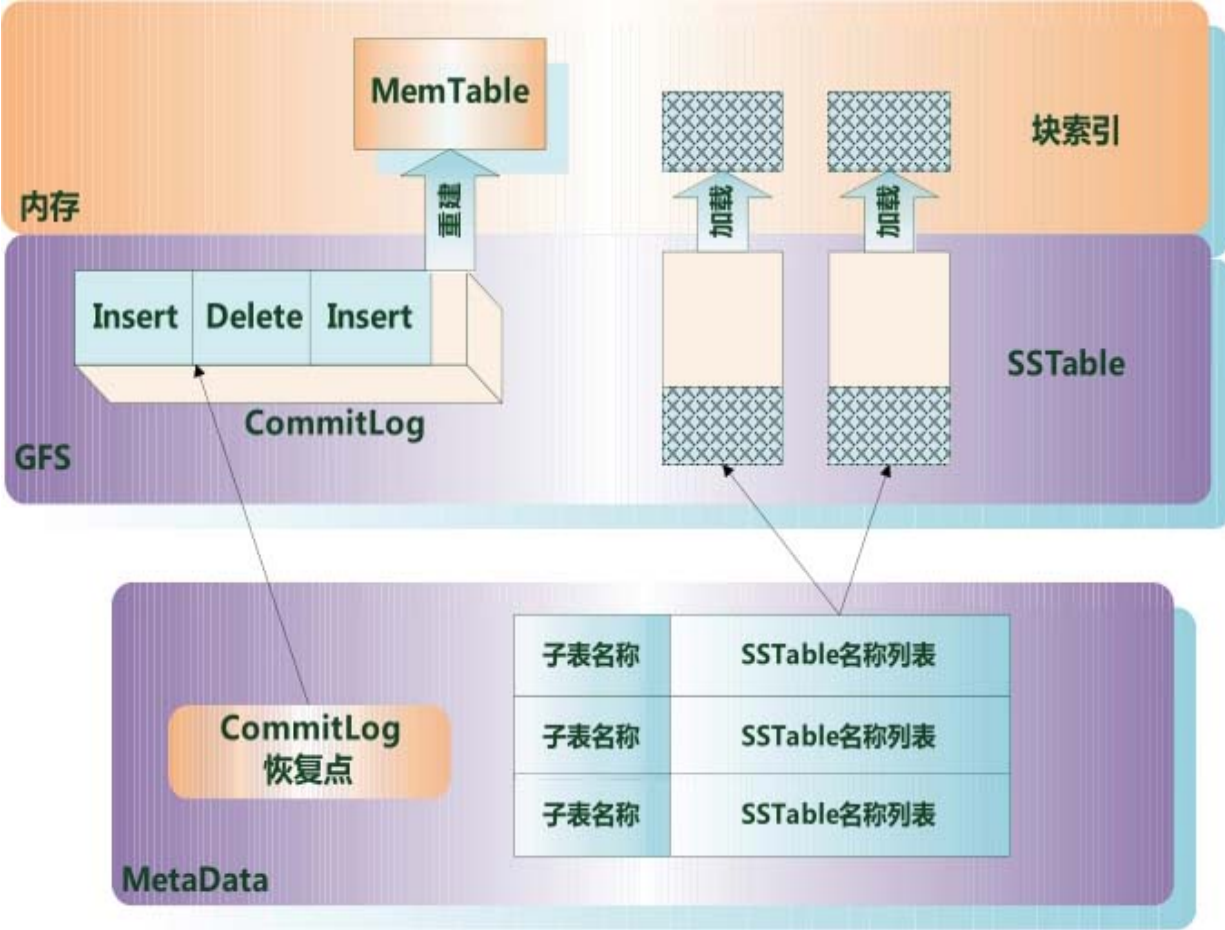 MemTable
块索引
内存
重建
加载
加载
Insert
Delete
Insert
SSTable
CommitLog
GFS
子表名称
SSTable名称列表
CommitLog
恢复点
子表名称
SSTable名称列表
子表名称
SSTable名称列表
MetaData